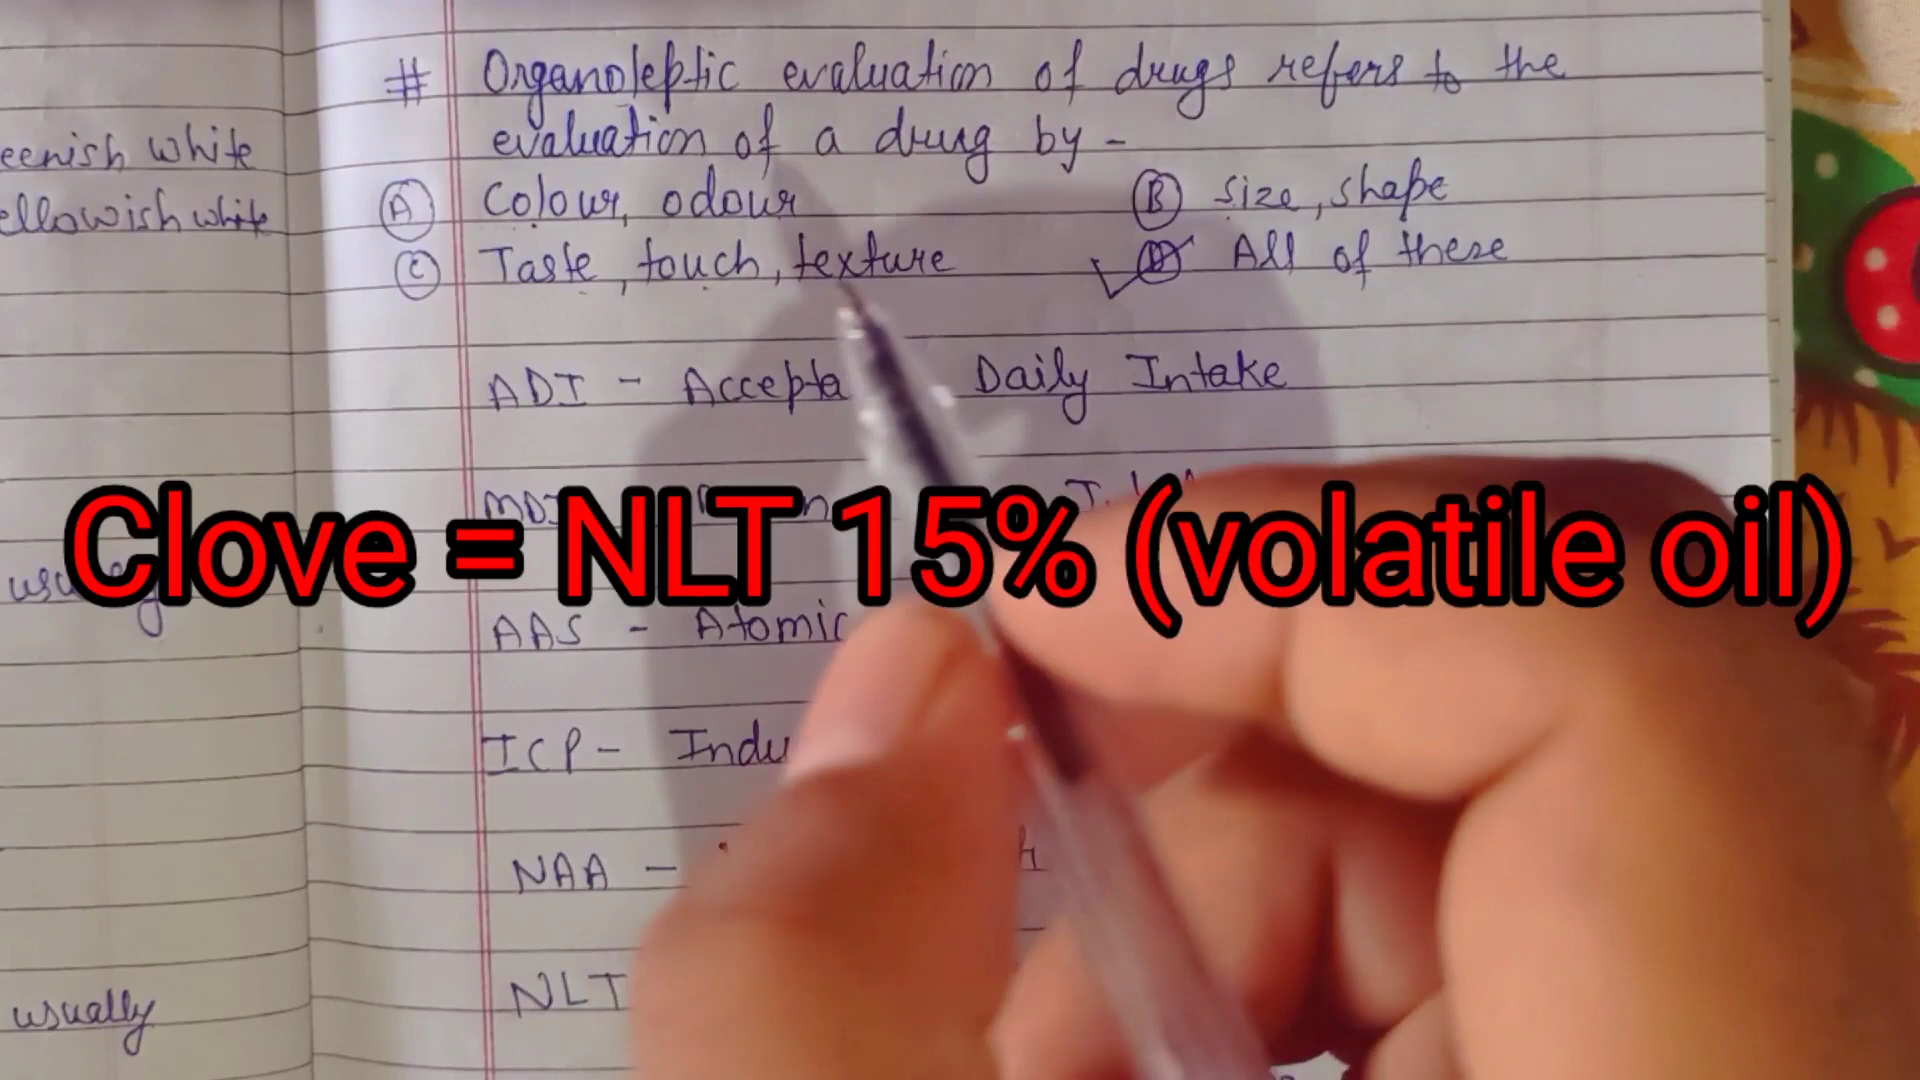 # Organoleptic evaluation of drugs refers to the
evaluation of a drug by -
A Colour, odour
B size, shape
C Taste, touch, texture
D All of these
eenish white
ellowish white
ADI - Accepta Daily Intake
MDI
Clove = NLT 15% (volatile oil)
AAS - Atomic
ICP - Indu
NAA -
NLT
usually